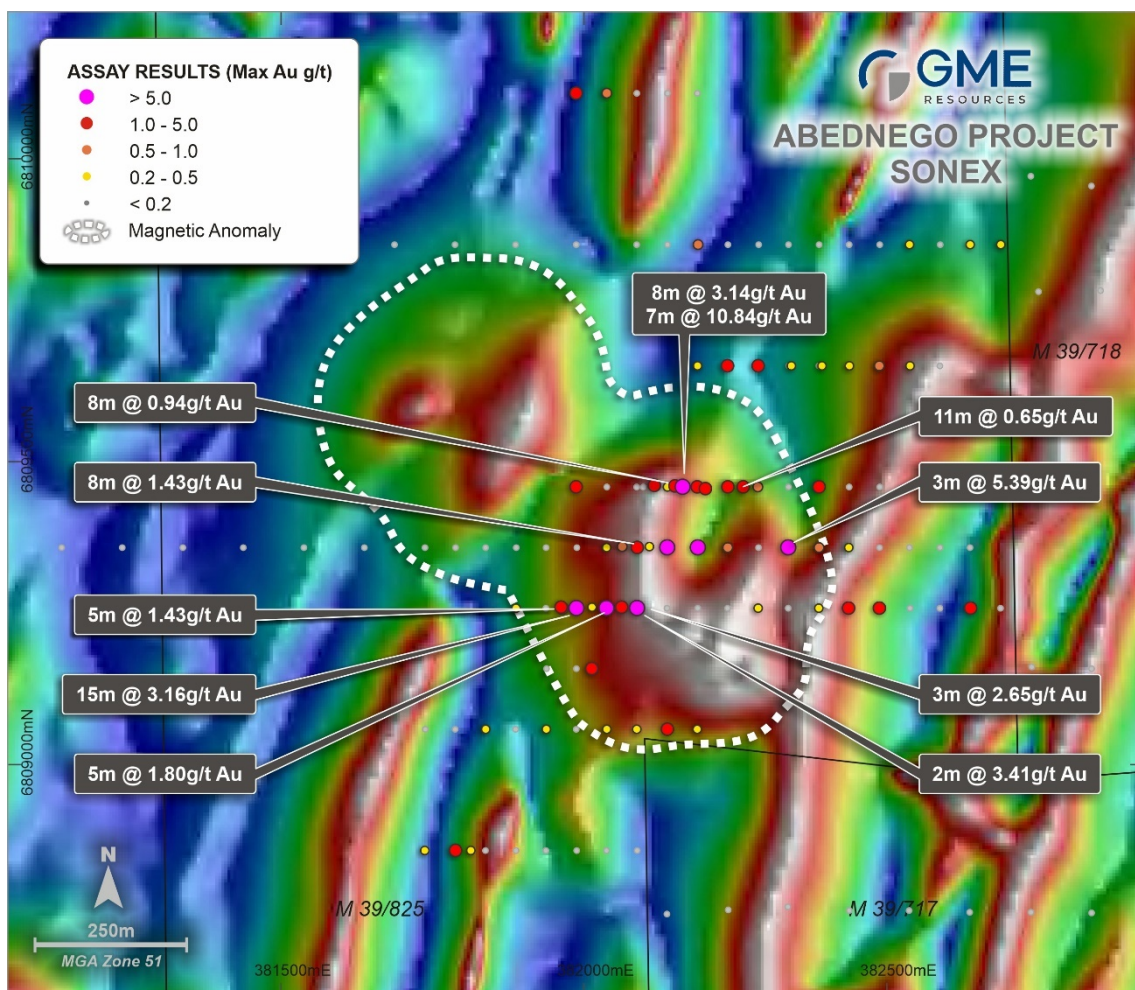 ASSAY RESULTS (Max Au g/t)
> 5.0
1.0 - 5.0
0.5 - 1.0
0.2 - 0.5
< 0.2
Magnetic Anomaly
GME
RESOURCES
ABEDNEGO PROJECT
SONEX
6810000mN
8m @ 3.14g/t Au
7m @ 10.84g/t Au
M 39/718
8m @ 0.94g/t Au
11m @ 0.65g/t Au
8m @ 1.43g/t Au
3m @ 5.39g/t Au
5m @ 1.43g/t Au
15m @ 3.16g/t Au
3m @ 2.65g/t Au
6809000mN
5m @ 1.80g/t Au
2m @ 3.41g/t Au
N
250m
MGA Zone 51
M 39/825
M 39/717
381500mE
382000mE
382500mE